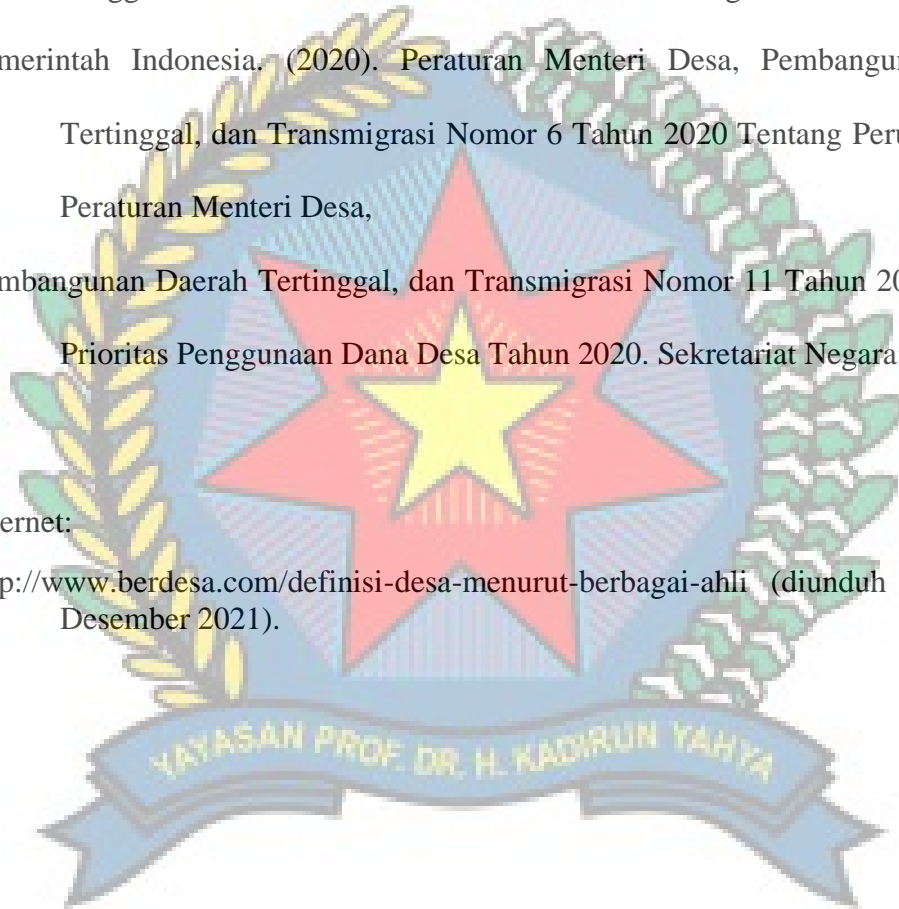 merintah Indonesia. (2020). Peraturan Menteri Desa, Pembangun
Tertinggal, dan Transmigrasi Nomor 6 Tahun 2020 Tentang Peru
Peraturan Menteri Desa,
mbangunan Daerah Tertinggal, dan Transmigrasi Nomor 11 Tahun 20
Prioritas Penggunaan Dana Desa Tahun 2020. Sekretariat Negara
ernet:
p://www.berdesa.com/definisi-desa-menurut-berbagai-ahli (diunduh
Desember 2021).
YAYASAN PROF. DR. H. KADIRUN YAHYA